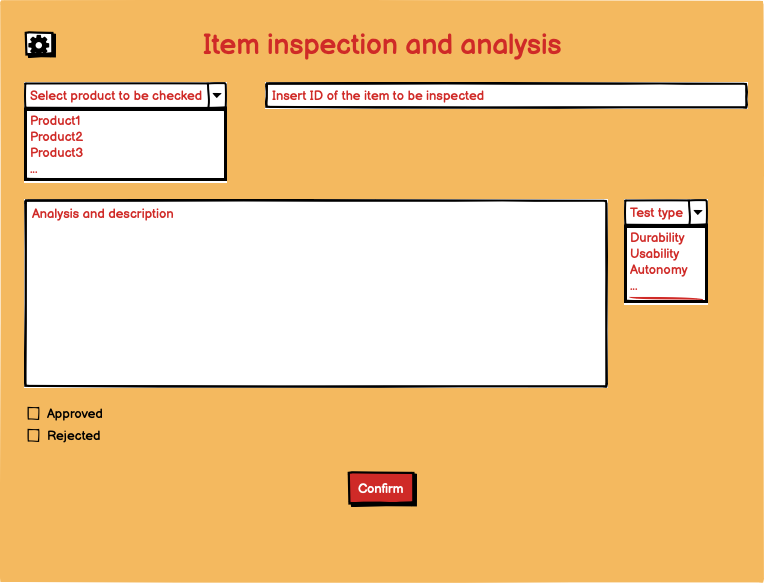 Item inspection and analysis
Select product to be checked
Insert ID of the item to be inspected
Product1
Product2
Product3
...
Analysis and description
Test type
Durability
Usability
Autonomy
...
Approved
Rejected
Confirm